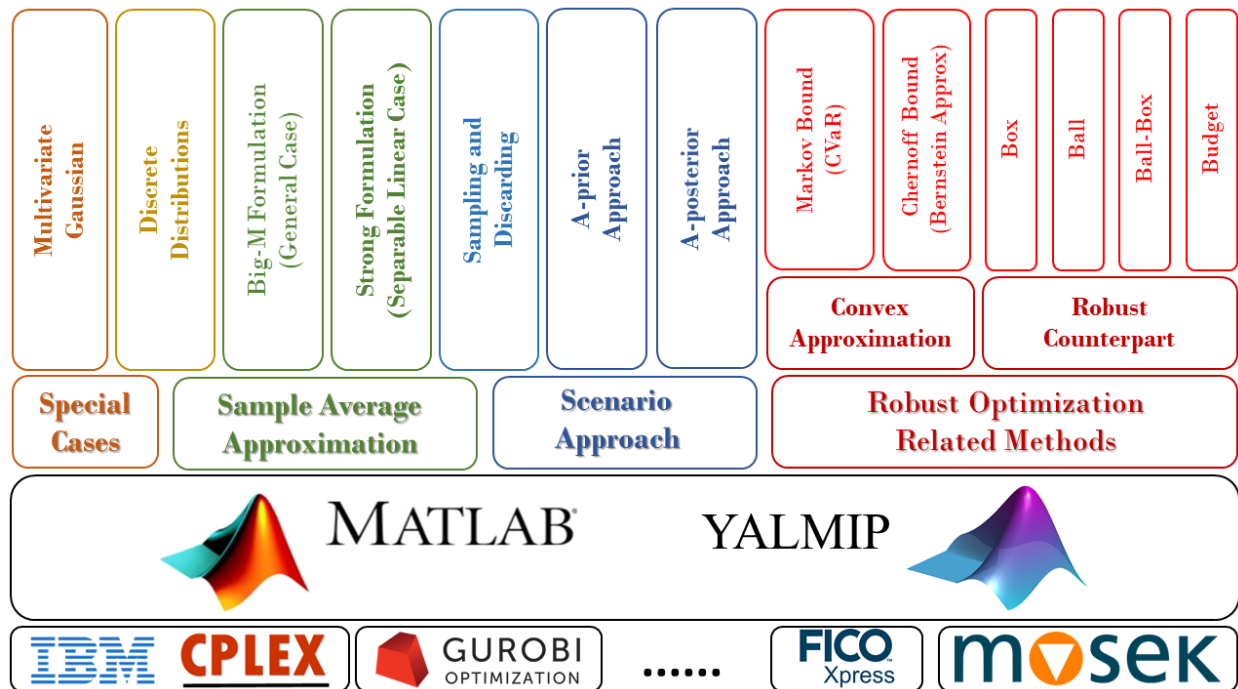 Multivariate
Gaussian
Discrete
Distributions
Big-M Formulation
(General Case)
Strong Formulation
(Separable Linear Case)
Sampling and
Discarding
A-prior
Approach
A-posterior
Approach
Markov Bound
(CVaR)
Chernoff Bound
(Bernstein Approx)
Box
Ball
Ball-Box
Budget
Convex
Approximation
Robust
Counterpart
Special
Cases
Sample Average
Approximation
Scenario
Approach
Robust Optimization
Related Methods
MATLAB®
YALMIP
IBM
CPLEX
GUROBI
OPTIMIZATION
......
FICO™
Xpress
mosek